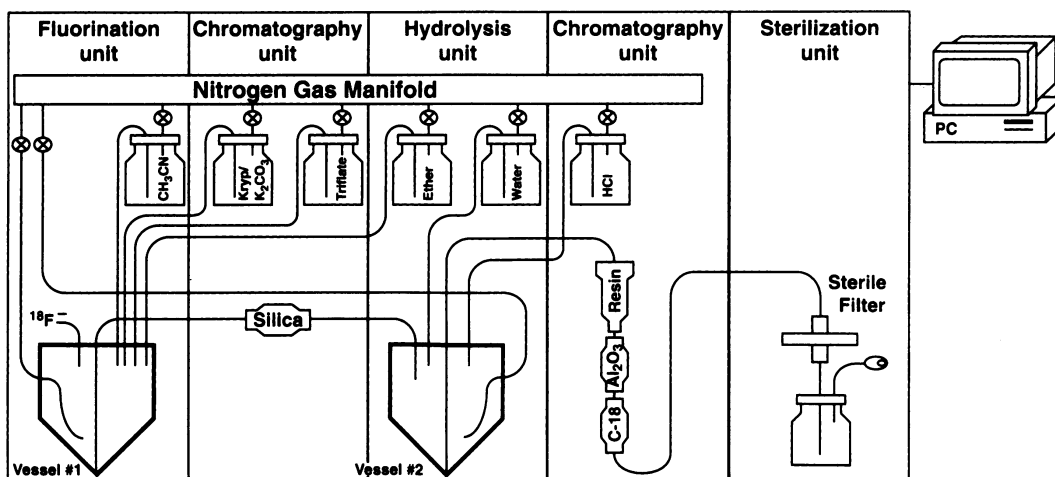 Fluorination
unit
Chromatography
unit
Hydrolysis
unit
Chromatography
unit
Sterilization
unit
Nitrogen Gas Manifold
PC
CH₃CN
Kryp/
K₂CO₃
Triflate
Ether
Water
HCl
¹⁸F⁻
Silica
Resin
Al₂O₃
C-18
Sterile
Filter
Vessel #1
Vessel #2